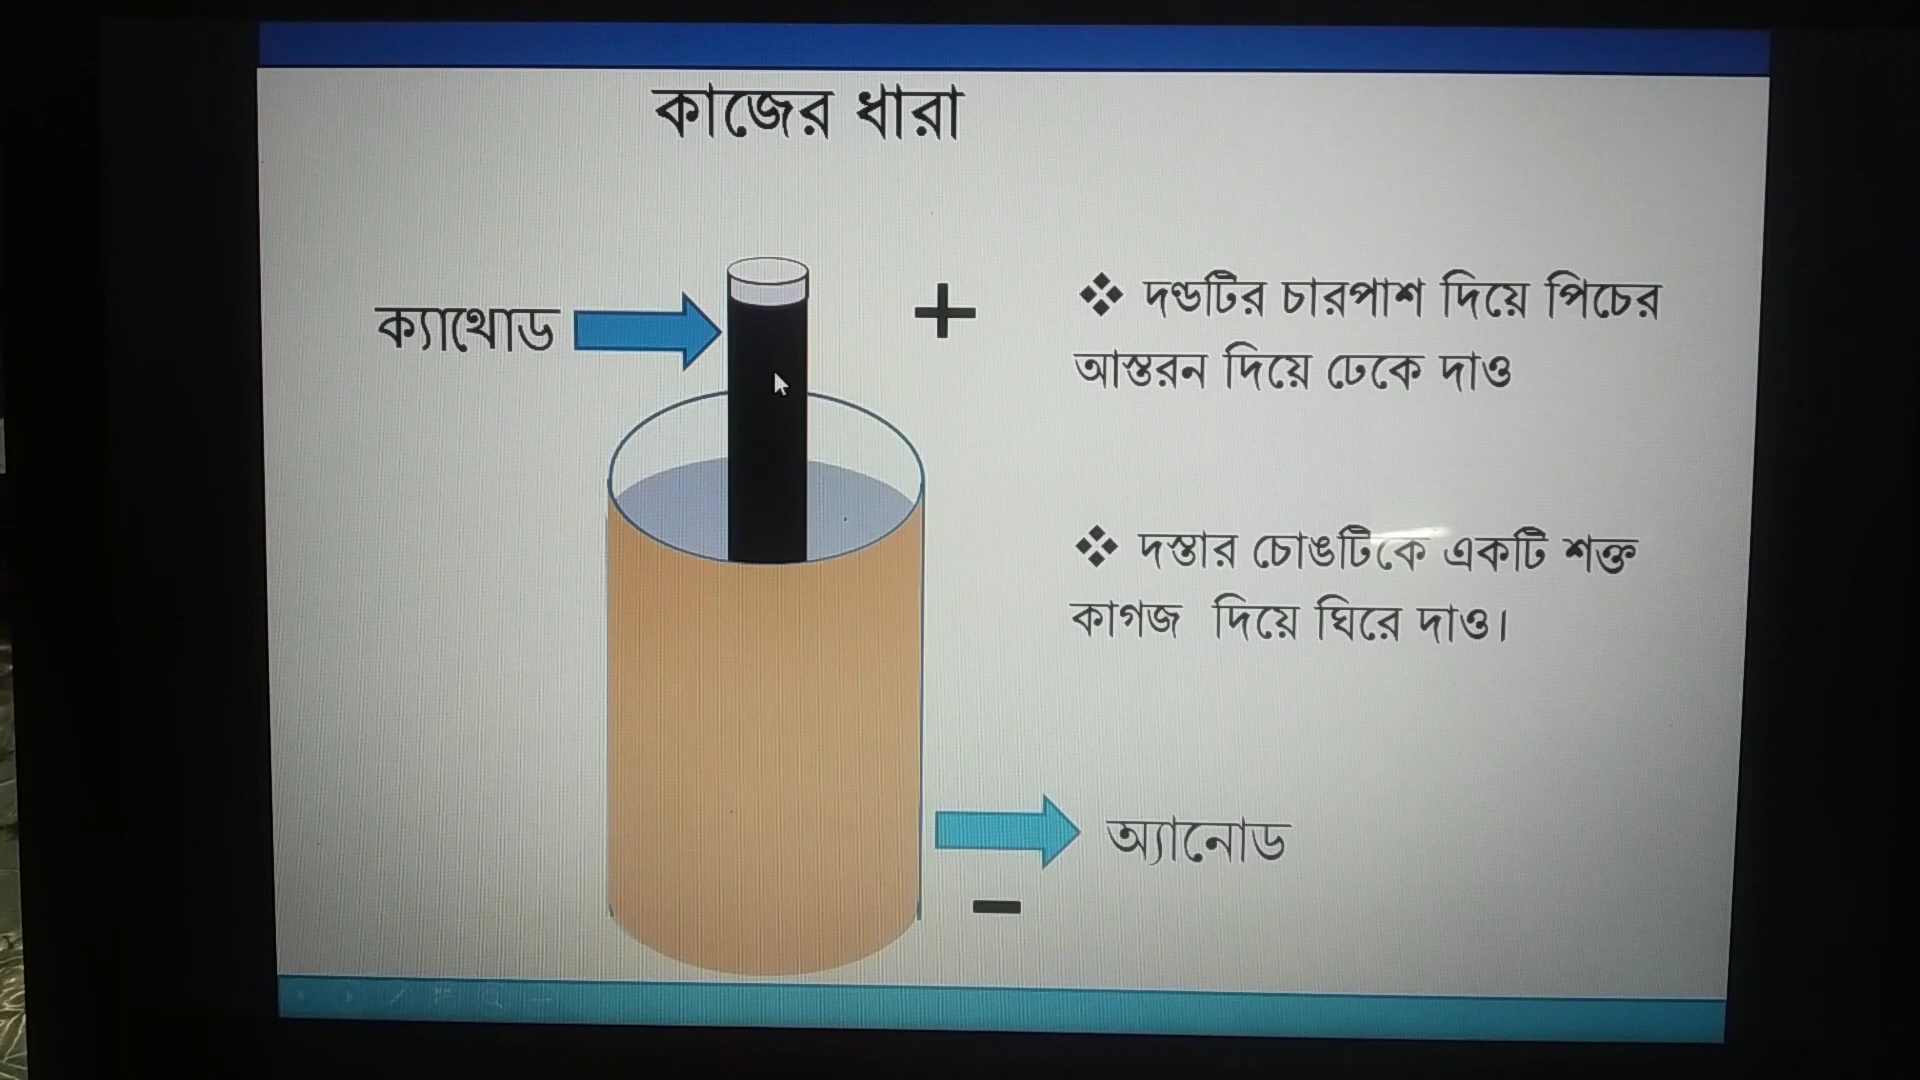 কাজের ধারা
ক্যাথোড
+
❖ দণ্ডটির চারপাশ দিয়ে পিচের
আস্তরন দিয়ে ঢেকে দাও
❖ দস্তার চোঙটিকে একটি শক্ত
কাগজ দিয়ে ঘিরে দাও।
অ্যানোড
−